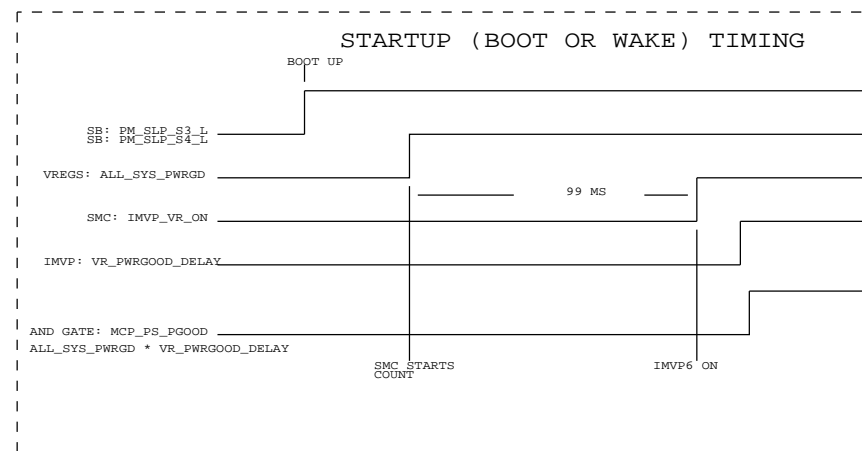 STARTUP (BOOT OR WAKE) TIMING
BOOT UP
SB: PM_SLP_S3_L
SB: PM_SLP_S4_L
VREGS: ALL_SYS_PWRGD
99 MS
SMC: IMVP_VR_ON
IMVP: VR_PWRGOOD_DELAY
AND GATE: MCP_PS_PGOOD
ALL_SYS_PWRGD * VR_PWRGOOD_DELAY
SMC STARTS
COUNT
IMVP6 ON